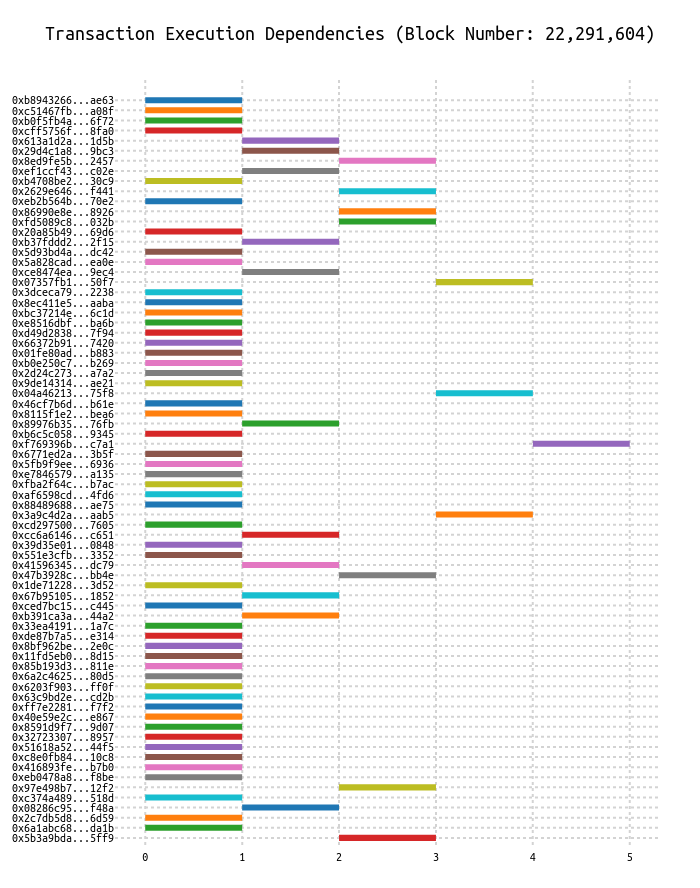 Transaction Execution Dependencies (Block Number: 22,291,604)
0xb8943266...ae63
0xc51467fb...a08f
0xb0f5fb4a...6f72
0xcff5756f...8fa0
0x613a1d2a...1d5b
0x29d4c1a8...9bc3
0x8ed9fe5b...2457
0xef1ccf43...c02e
0xb4708be2...30c9
0x2629e646...f441
0xeb2b564b...70e2
0x86990e8e...8926
0xfd5089c8...032b
0x20a85b49...69d6
0xb37fddd2...2f15
0x5d93bd4a...dc42
0x5a828cad...ea0e
0xce8474ea...9ec4
0x07357fb1...50f7
0x3dceca79...2238
0x8ec411e5...aaba
0xbc37214e...6c1d
0xe8516dbf...ba6b
0xd49d2838...7f94
0x66372b91...7420
0x01fe80ad...b883
0xb0e250c7...b269
0x2d24c273...a7a2
0x9de14314...ae21
0x04a46213...75f8
0x46cf7b6d...b61e
0x8115f1e2...bea6
0x89976b35...76fb
0xb6c5c058...9345
0xf769396b...c7a1
0x6771ed2a...3b5f
0x5fb9f9ee...6936
0xe7846579...a135
0xfba2f64c...b7ac
0xaf6598cd...4fd6
0x88489688...ae75
0x3a9c4d2a...aab5
0xcd297500...7605
0xcc6a6146...c651
0x39d35e01...0848
0x551e3cfb...3352
0x41596345...dc79
0x47b3928c...bb4e
0x1de71228...3d52
0x67b95105...1852
0xced7bc15...c445
0xb391ca3a...44a2
0x33ea4191...1a7c
0xde87b7a5...e314
0x8bf962be...2e0c
0x11fd5eb0...8d15
0x85b193d3...811e
0x6a2c4625...80d5
0x6203f903...ff0f
0x63c9bd2e...cd2b
0xff7e2281...f7f2
0x40e59e2c...e867
0x8591d9f7...9d07
0x32723307...8957
0x51618a52...44f5
0xc8e0fb84...10c8
0x416893fe...b7b0
0xeb0478a8...f8be
0x97e498b7...12f2
0xc374a489...518d
0x08286c95...f48a
0x2c7db5d8...6d59
0x6a1abc68...da1b
0x5b3a9bda...5ff9
0 1 2 3 4 5